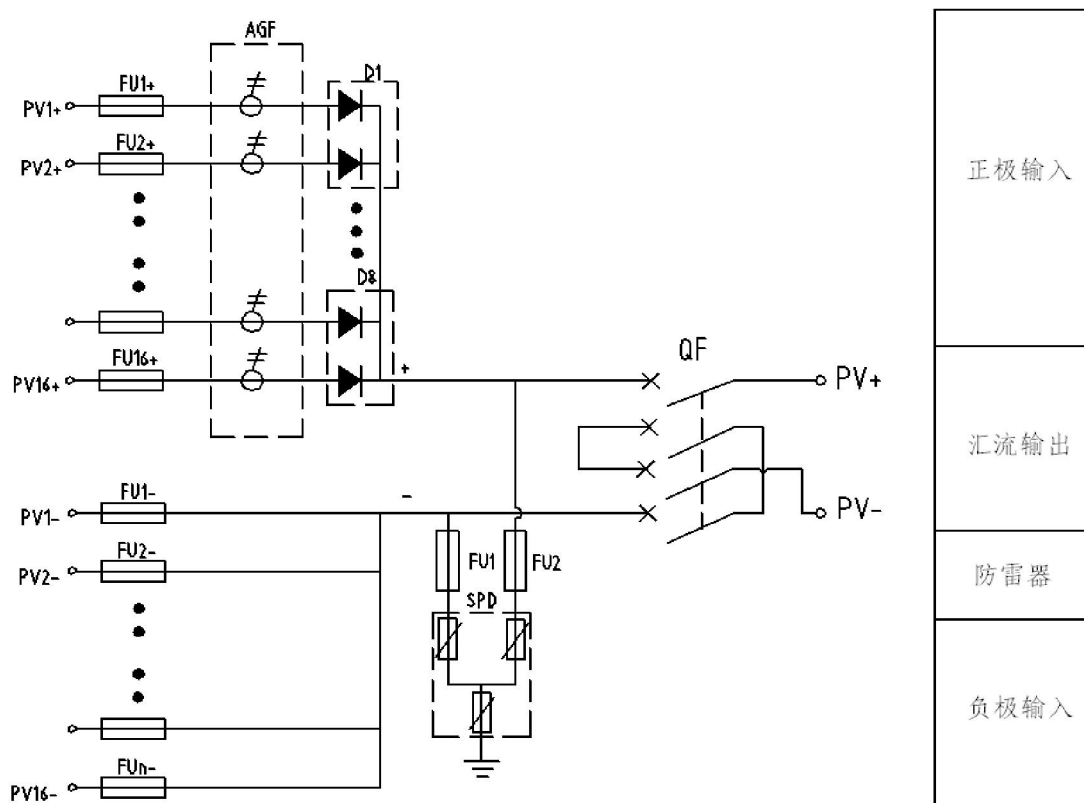 AGF
FU1+
D1
PV1+
FU2+
PV2+
正极输入
D8
FU16+
PV16+
+
QF
PV+
汇流输出
FU1-
-
PV1-
PV-
FU2-
PV2-
FU1
FU2
防雷器
SPD
负极输入
FUn-
PV16-